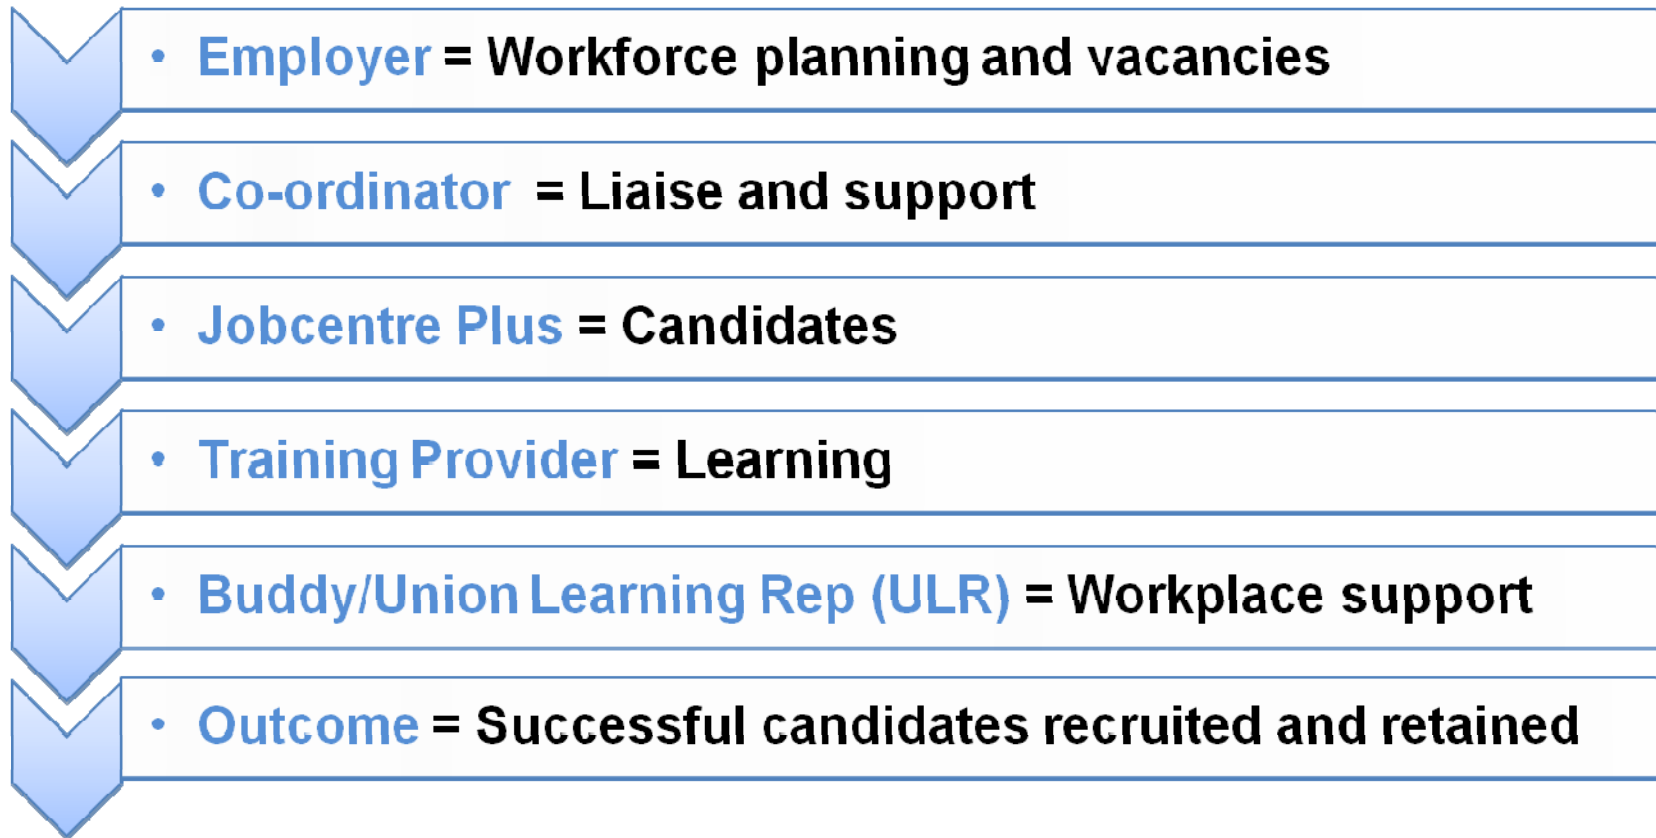 • Employer = Workforce planning and vacancies
• Co-ordinator = Liaise and support
• Jobcentre Plus = Candidates
• Training Provider = Learning
• Buddy/Union Learning Rep (ULR) = Workplace support
• Outcome = Successful candidates recruited and retained